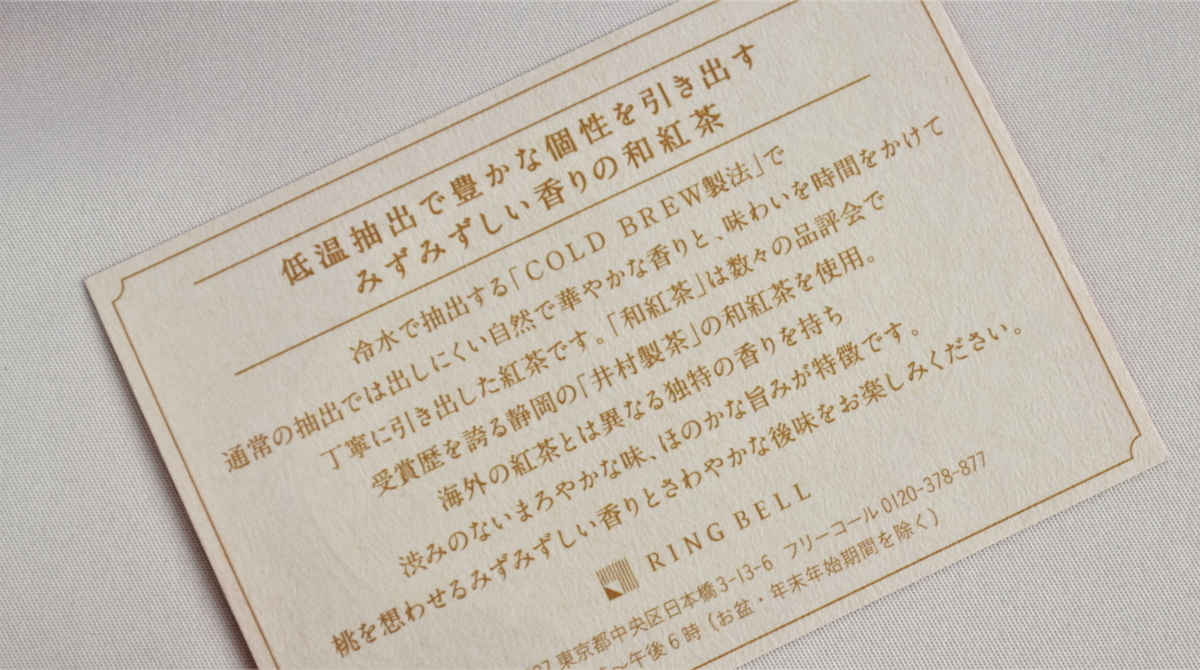 低温抽出で豊かな個性を引き出す
みずみずしい香りの和紅茶
冷水で抽出する「COLD BREW製法」で
通常の抽出では出しにくい自然で華やかな香りと、味わいを時間をかけて
丁寧に引き出した紅茶です。「和紅茶」は数々の品評会で
受賞歴を誇る静岡の「井村製茶」の和紅茶を使用。
海外の紅茶とは異なる独特の香りを持ち
渋みのないまろやかな味、ほのかな旨みが特徴です。
桃を想わせるみずみずしい香りとさわやかな後味をお楽しみください。
RING BELL
東京都中央区日本橋3-13-6 フリーコール 0120-378-877
～午後6時（お盆・年末年始期間を除く）